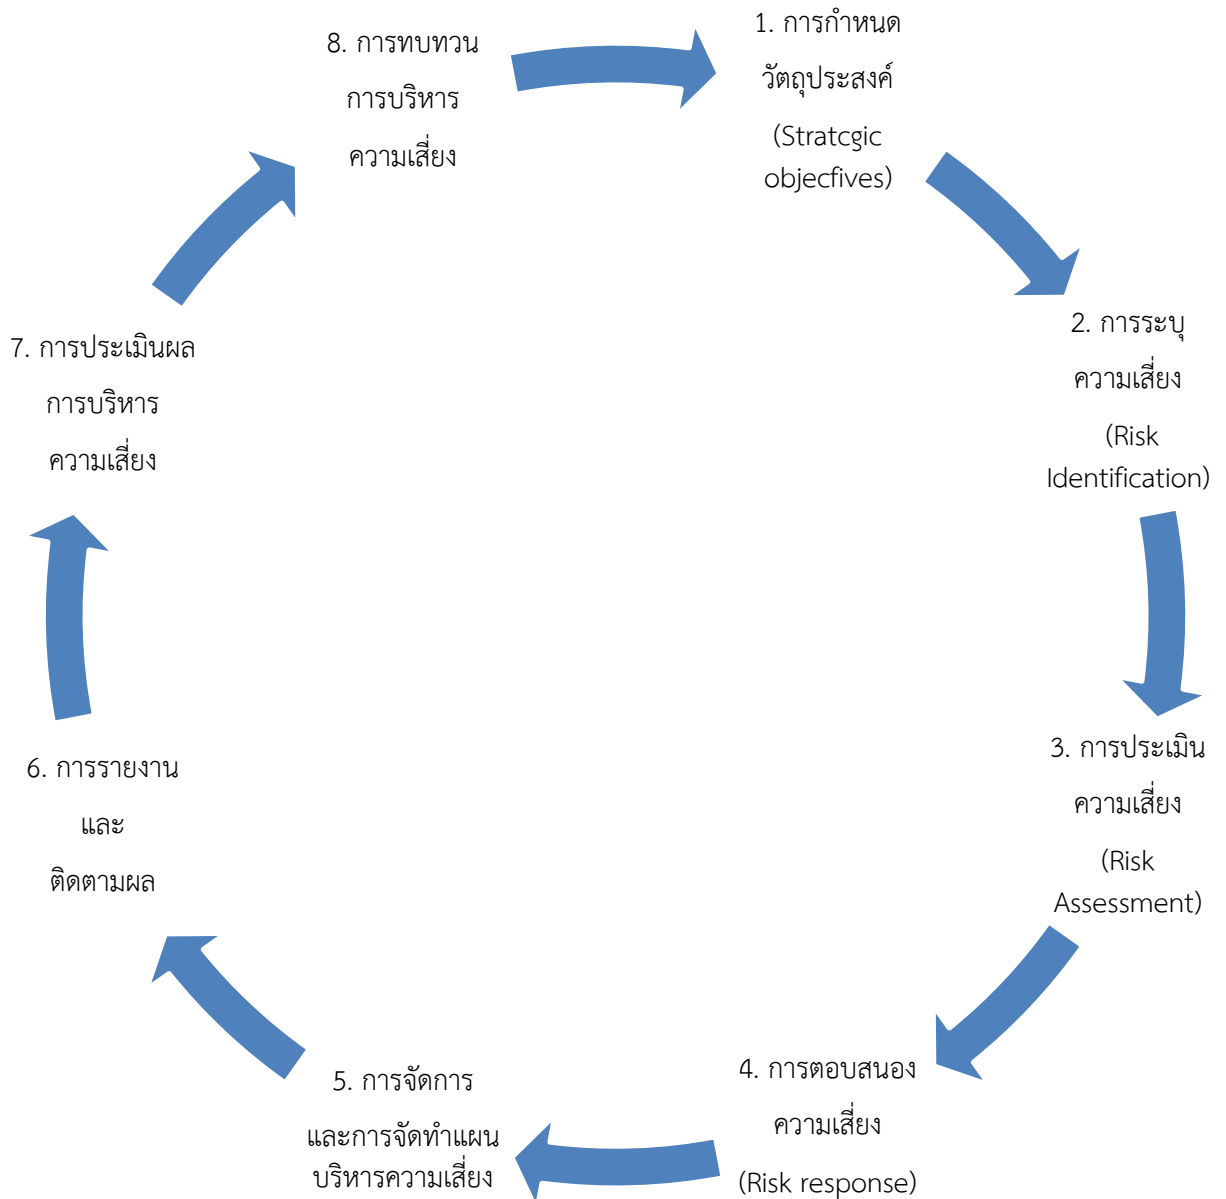 1. การกำหนด
วัตถุประสงค์
(Stratcgic
objecfives)
2. การระบุ
ความเสี่ยง
(Risk
Identification)
3. การประเมิน
ความเสี่ยง
(Risk
Assessment)
4. การตอบสนอง
ความเสี่ยง
(Risk response)
5. การจัดการ
และการจัดทำแผน
บริหารความเสี่ยง
6. การรายงาน
และ
ติดตามผล
7. การประเมินผล
การบริหาร
ความเสี่ยง
8. การทบทวน
การบริหาร
ความเสี่ยง